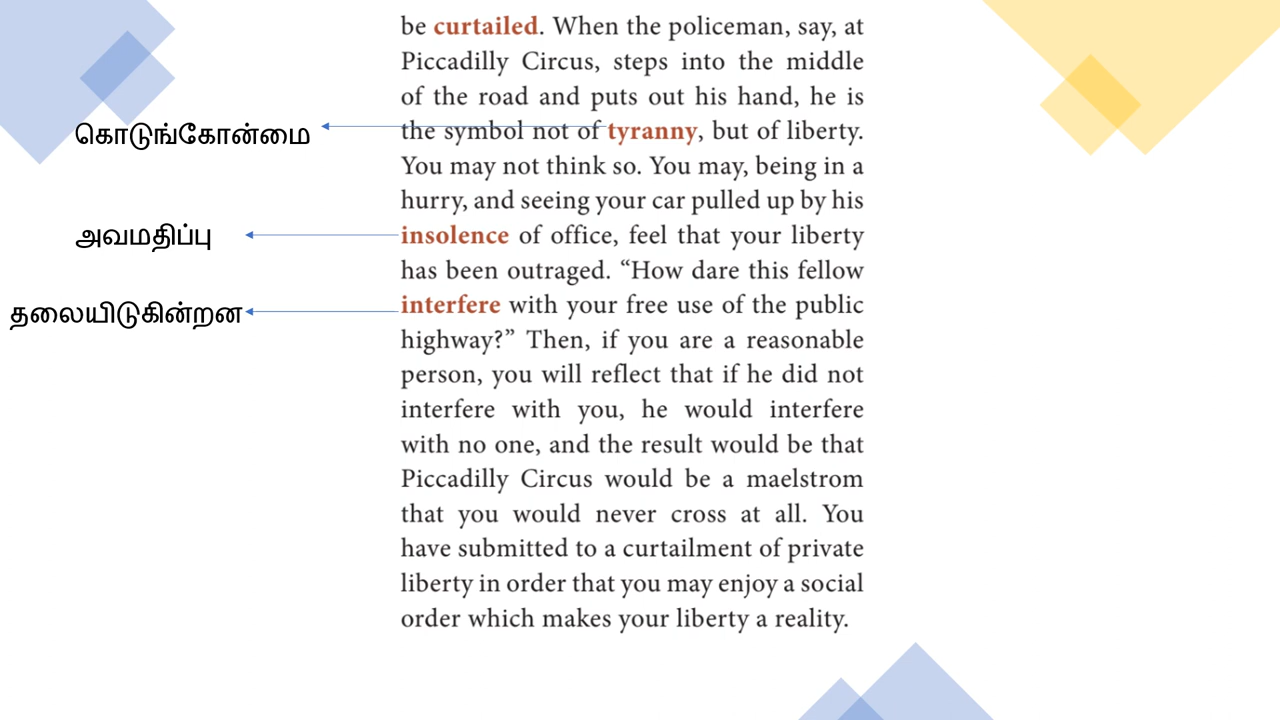 be curtailed. When the policeman, say, at
Piccadilly Circus, steps into the middle
of the road and puts out his hand, he is
the symbol not of tyranny, but of liberty.
You may not think so. You may, being in a
hurry, and seeing your car pulled up by his
insolence of office, feel that your liberty
has been outraged. “How dare this fellow
interfere with your free use of the public
highway?” Then, if you are a reasonable
person, you will reflect that if he did not
interfere with you, he would interfere
with no one, and the result would be that
Piccadilly Circus would be a maelstrom
that you would never cross at all. You
have submitted to a curtailment of private
liberty in order that you may enjoy a social
order which makes your liberty a reality.
கொடுங்கோன்மை
அவமதிப்பு
தலையிடுகின்றன